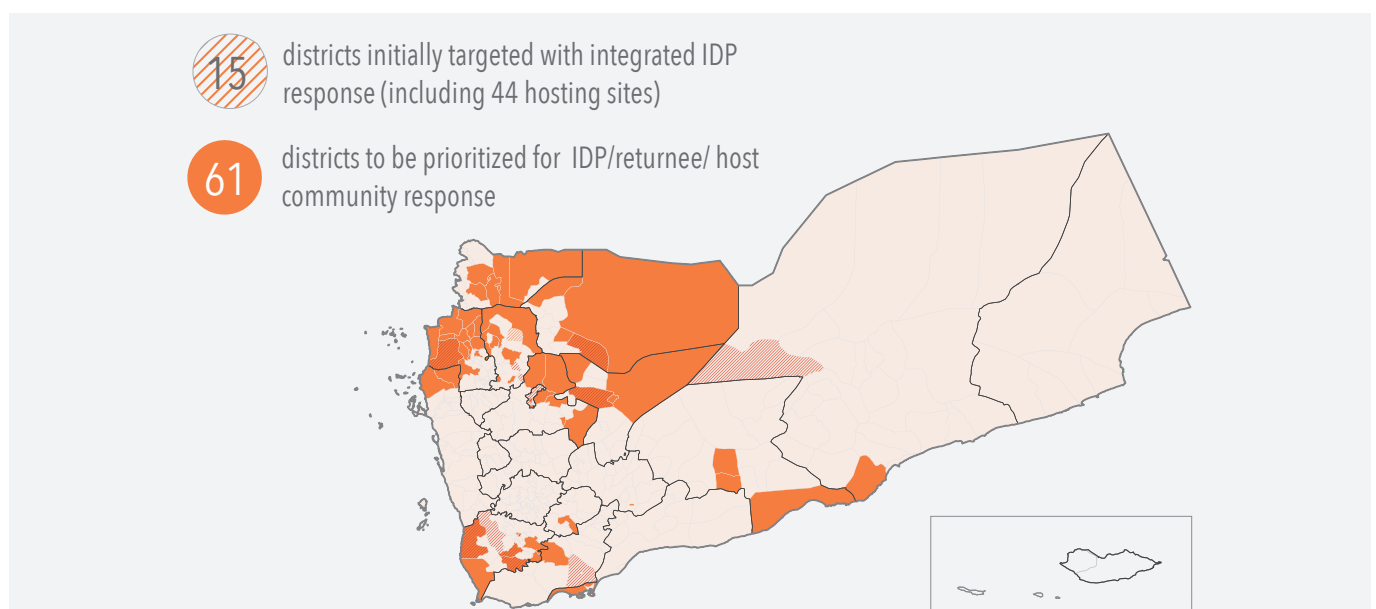 15
districts initially targeted with integrated IDP
response (including 44 hosting sites)
61
districts to be prioritized for IDP/returnee/ host
community response